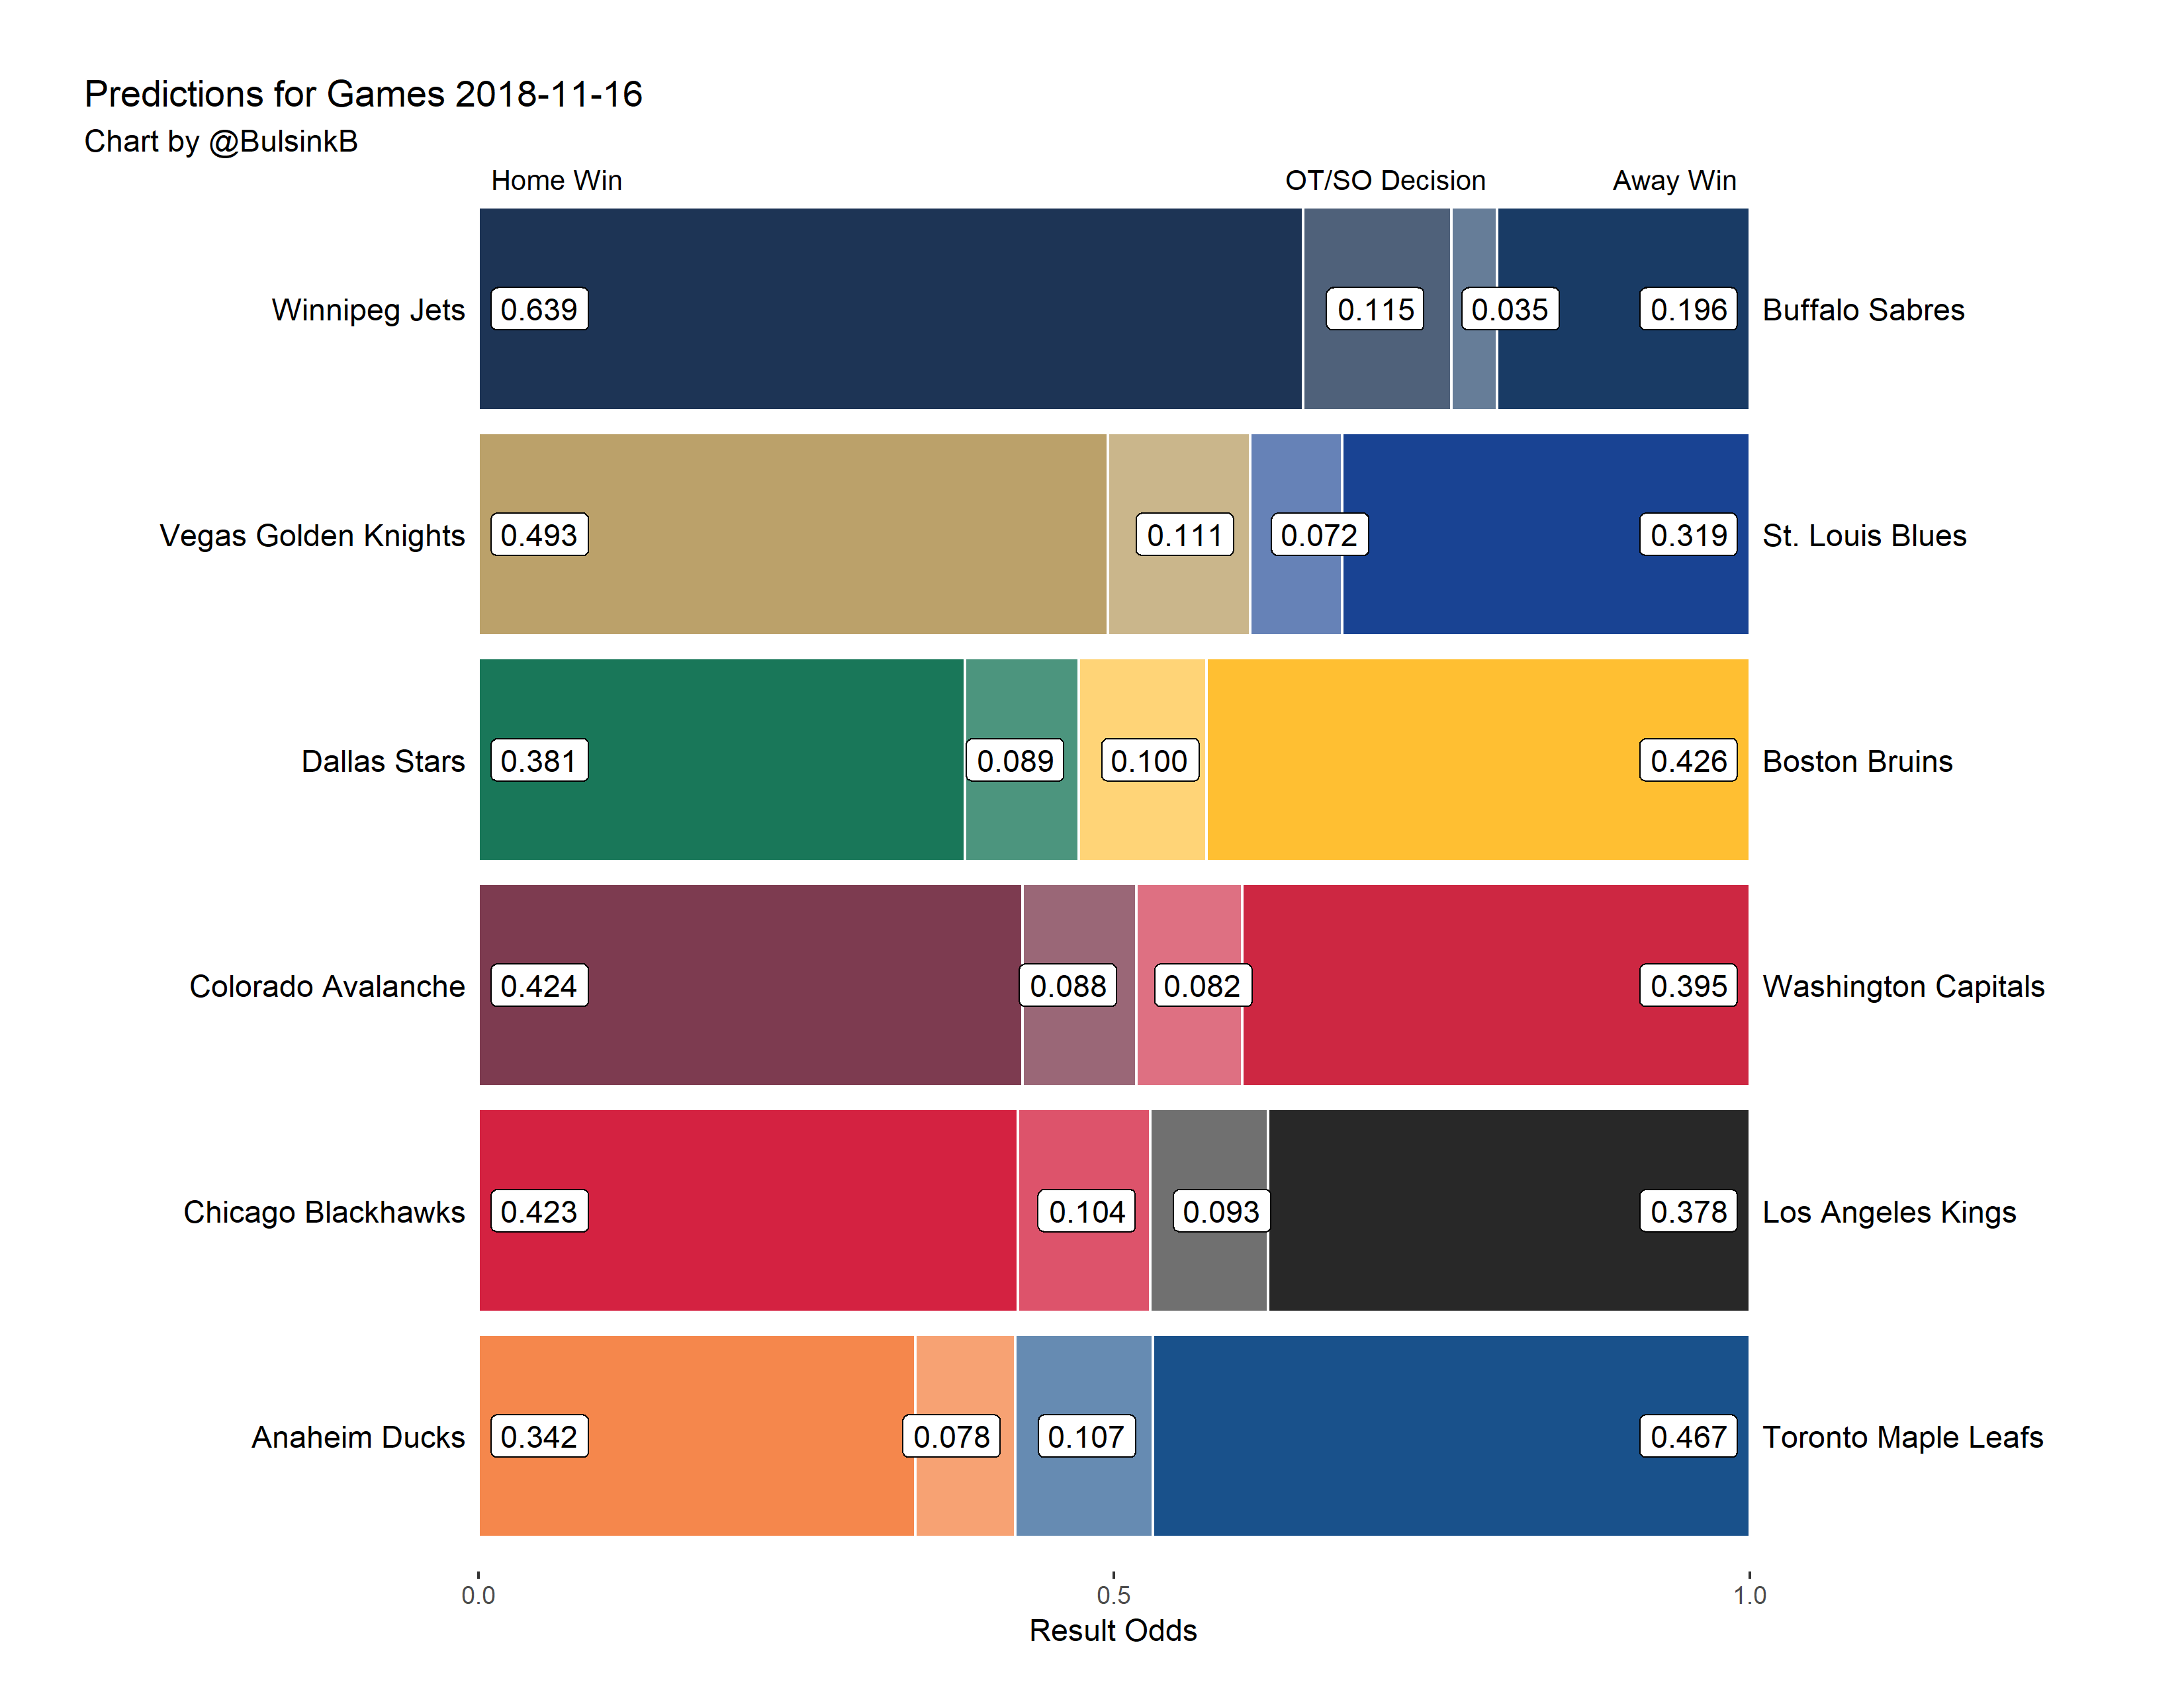 Predictions for Games 2018-11-16
Chart by @BulsinkB
Home Win OT/SO Decision Away Win
Winnipeg Jets 0.639 0.115 0.035 0.196 Buffalo Sabres
Vegas Golden Knights 0.493 0.111 0.072 0.319 St. Louis Blues
Dallas Stars 0.381 0.089 0.100 0.426 Boston Bruins
Colorado Avalanche 0.424 0.088 0.082 0.395 Washington Capitals
Chicago Blackhawks 0.423 0.104 0.093 0.378 Los Angeles Kings
Anaheim Ducks 0.342 0.078 0.107 0.467 Toronto Maple Leafs
0.0 0.5 1.0
Result Odds